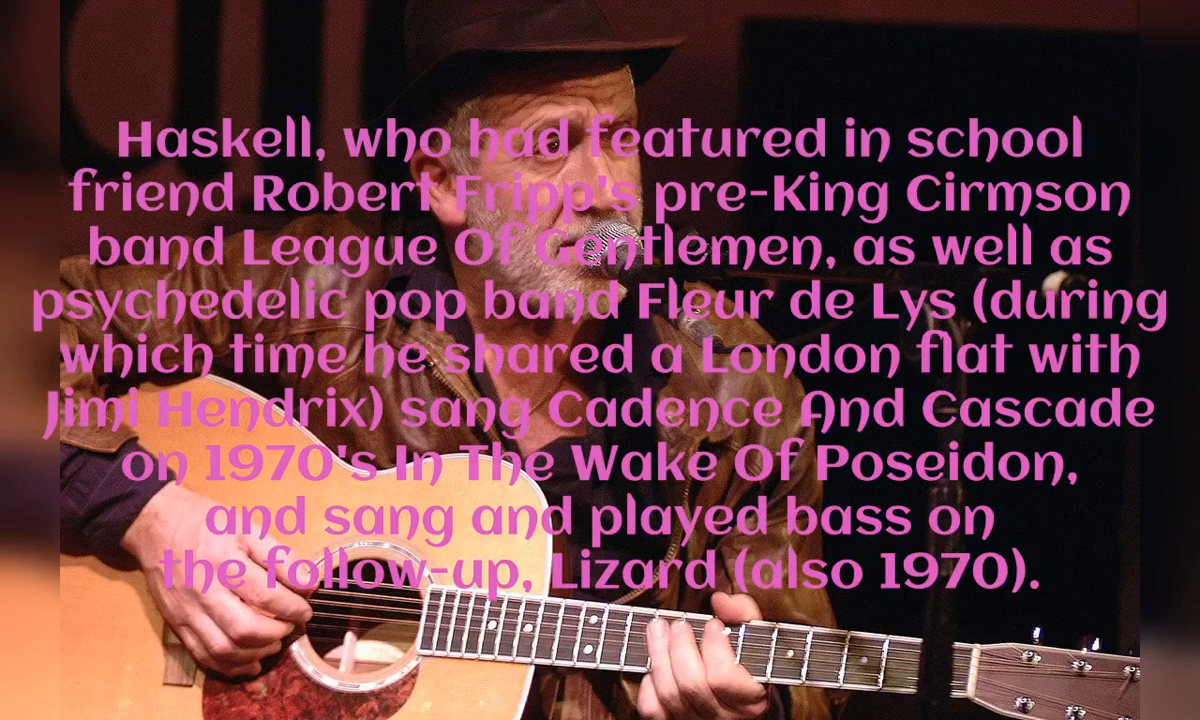 Haskell, who had featured in school
friend Robert Fripp's pre-King Cirmson
band League Of Gentlemen, as well as
psychedelic pop band Fleur de Lys (during
which time he shared a London flat with
Jimi Hendrix) sang Cadence And Cascade
on 1970's In The Wake Of Poseidon,
and sang and played bass on
the follow-up, Lizard (also 1970).